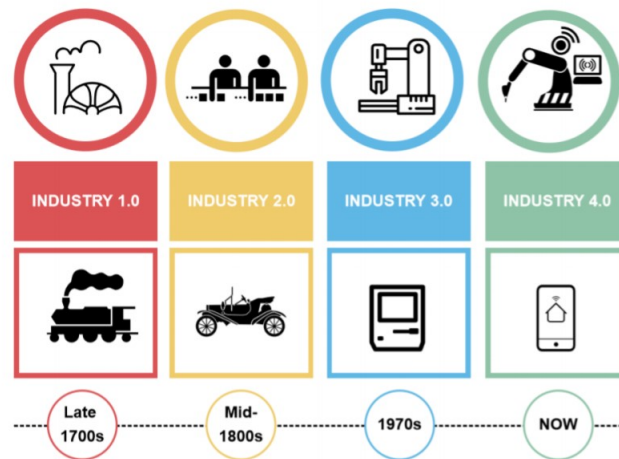 INDUSTRY 1.0
INDUSTRY 2.0
INDUSTRY 3.0
INDUSTRY 4.0
Late
1700s
Mid-
1800s
1970s
NOW